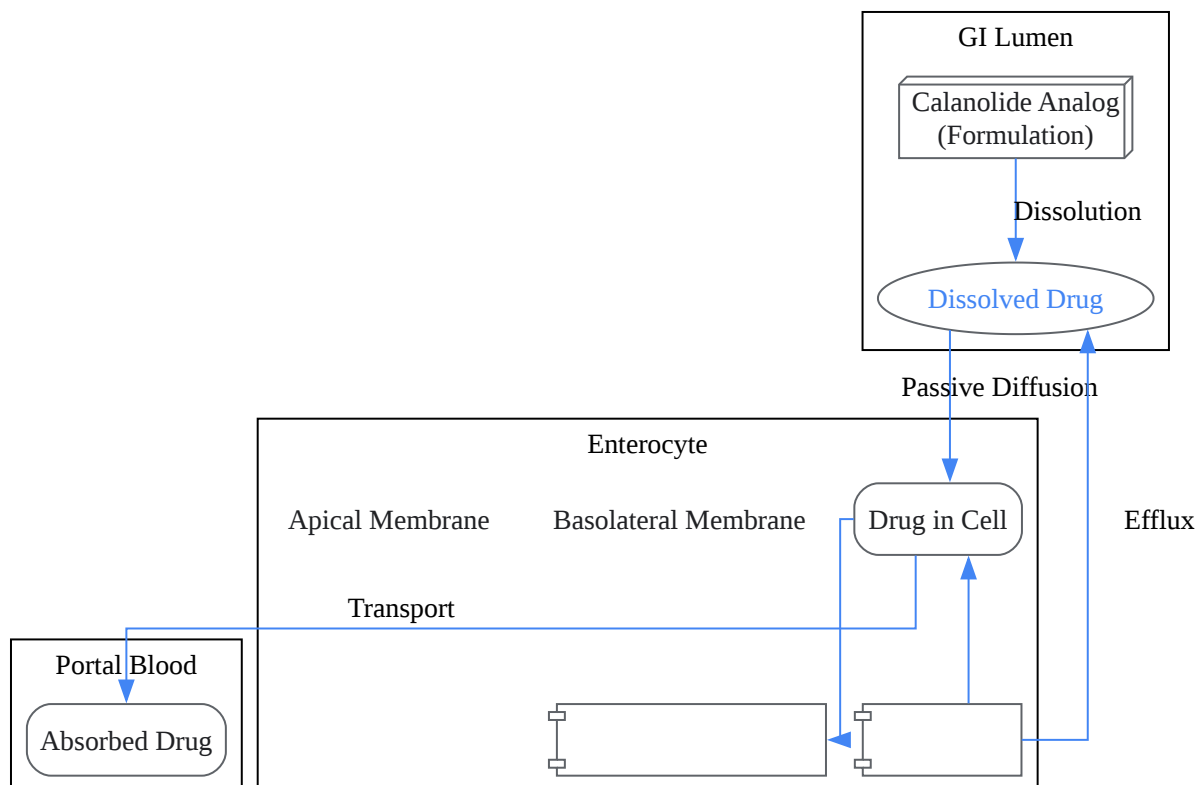 GI Lumen
Calanolide Analog
(Formulation)
Dissolution
Dissolved Drug
Passive Diffusion
Enterocyte
Apical Membrane
Basolateral Membrane
Drug in Cell
Efflux
Transport
Portal Blood
Absorbed Drug